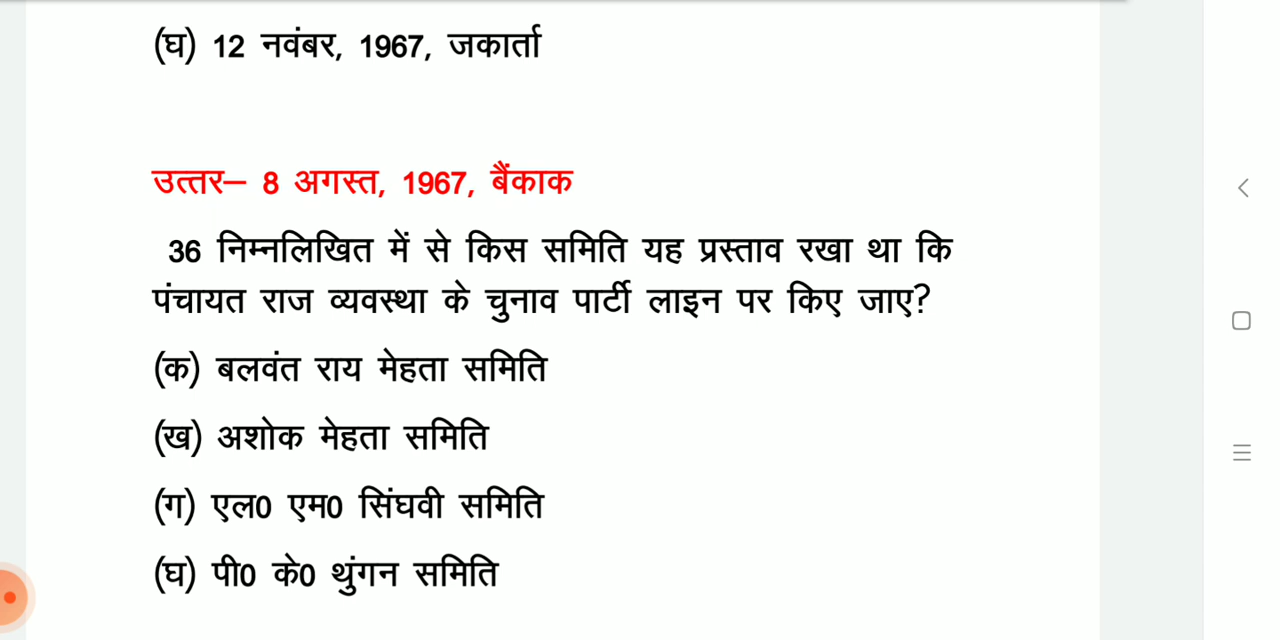 (घ) 12 नवंबर, 1967, जकार्ता
उत्तर– 8 अगस्त, 1967, बैंकाक
36 निम्नलिखित में से किस समिति यह प्रस्ताव रखा था कि
पंचायत राज व्यवस्था के चुनाव पार्टी लाइन पर किए जाए?
(क) बलवंत राय मेहता समिति
(ख) अशोक मेहता समिति
(ग) एल0 एम0 सिंघवी समिति
(घ) पी0 के0 थुंगन समिति